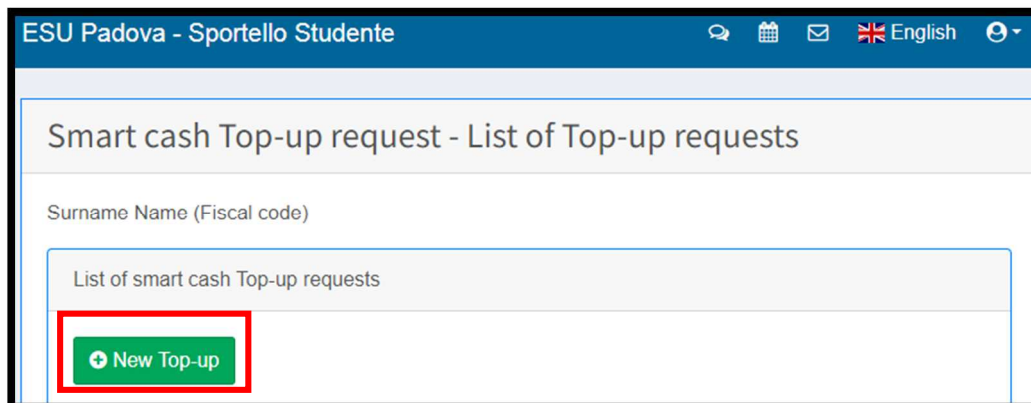 ESU Padova - Sportello Studente English
Smart cash Top-up request - List of Top-up requests
Surname Name (Fiscal code)
List of smart cash Top-up requests
New Top-up